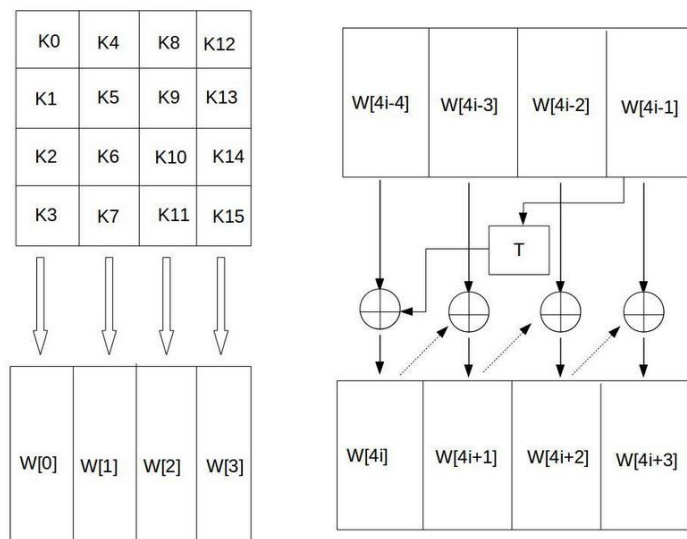 K0 K4 K8 K12
K1 K5 K9 K13
K2 K6 K10 K14
K3 K7 K11 K15
W[0] W[1] W[2] W[3]
W[4i-4] W[4i-3] W[4i-2] W[4i-1]
T
W[4i] W[4i+1] W[4i+2] W[4i+3]